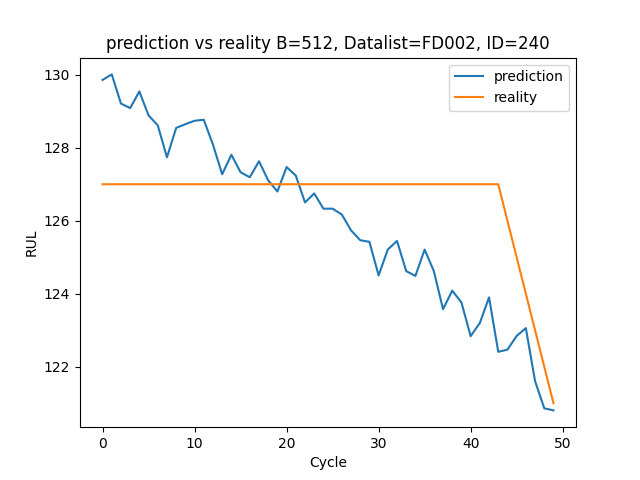 prediction vs reality B=512, Datalist=FD002, ID=240
prediction
reality
RUL
130
128
126
124
122
0 10 20 30 40 50
Cycle